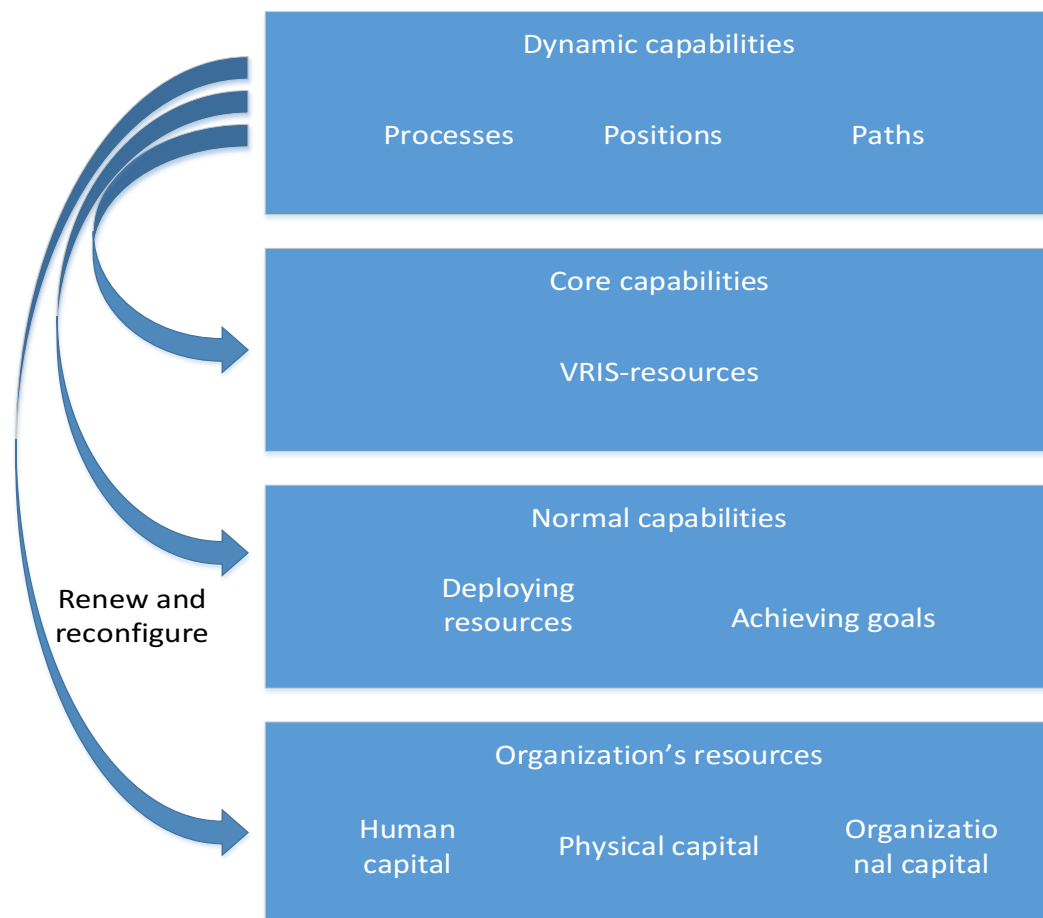 Dynamic capabilities
Processes
Positions
Paths
Core capabilities
VRIS-resources
Normal capabilities
Deploying
resources
Achieving goals
Renew and
reconfigure
Organization’s resources
Human
capital
Physical capital
Organizatio
nal capital